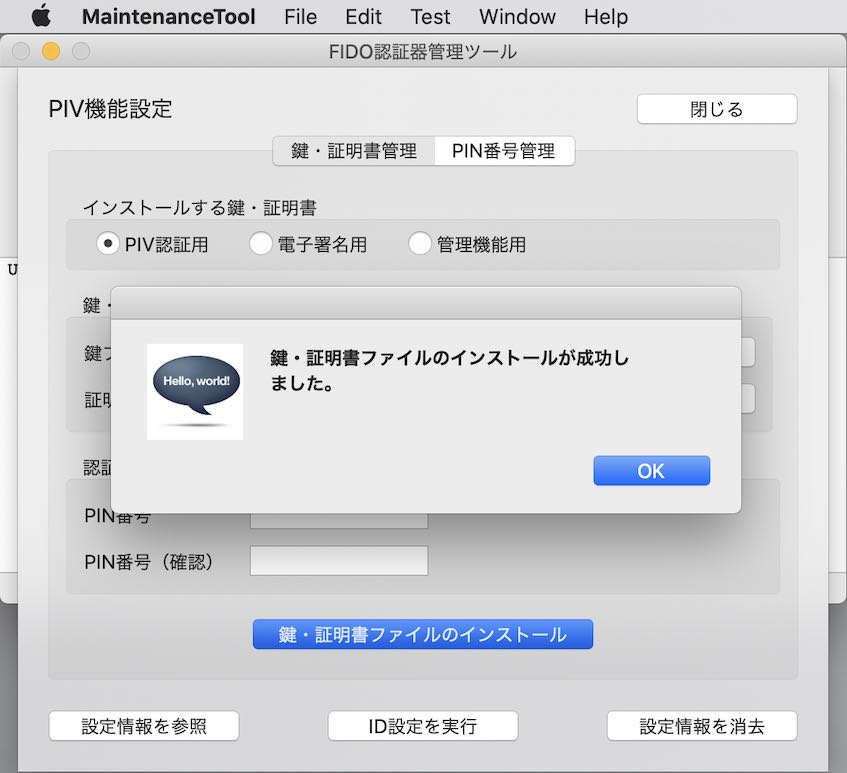 MaintenanceTool File Edit Test Window Help
FIDO認証器管理ツール
PIV機能設定
閉じる
鍵・証明書管理
PIN番号管理
インストールする鍵・証明書
PIV認証用
電子署名用
管理機能用
U
鍵・
鍵フ
証明
Hello, world!
鍵・証明書ファイルのインストールが成功し
ました。
OK
認証
PIN番号
PIN番号（確認）
鍵・証明書ファイルのインストール
設定情報を参照
ID設定を実行
設定情報を消去